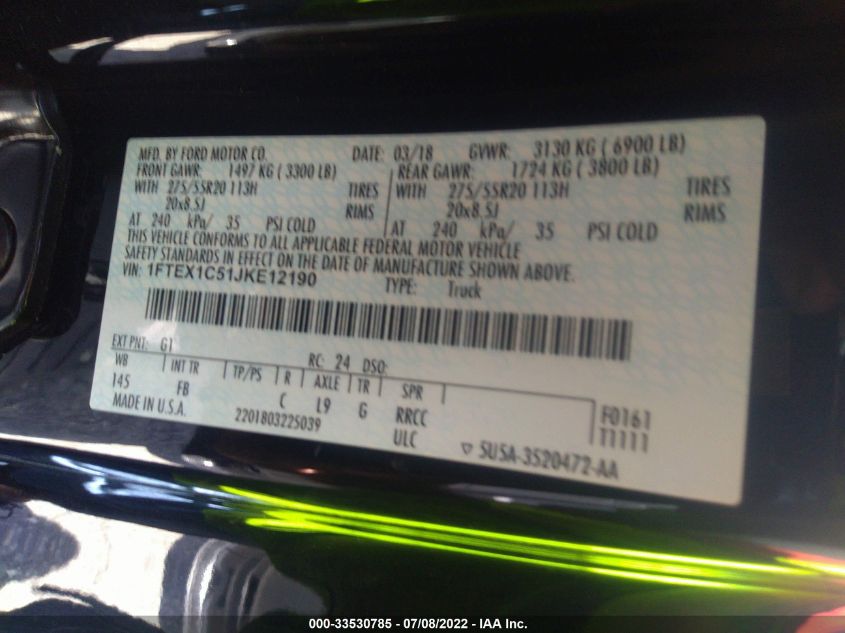 MFD. BY FORD MOTOR CO. DATE: 03/18 GVWR: 3130 KG ( 6900 LB)
FRONT GAWR: 1497 KG ( 3300 LB) REAR GAWR: 1724 KG ( 3800 LB)
WITH 275/55R20 113H TIRES WITH 275/55R20 113H TIRES
20x8.5J RIMS 20x8.5J RIMS
AT 240 kPa/ 35 PSI COLD AT 240 kPa/ 35 PSI COLD
THIS VEHICLE CONFORMS TO ALL APPLICABLE FEDERAL MOTOR VEHICLE
SAFETY STANDARDS IN EFFECT ON THE DATE OF MANUFACTURE SHOWN ABOVE.
VIN: 1FTEX1C51JKE12190 TYPE: Truck
EXT PNT: G1 RC: 24 DSO:
WB INT TR TP/PS R AXLE TR SPR
145 FB C L9 G RRCC F0161
MADE IN U.S.A. 2201803225039 ULC T1111
▽ SU5A-3520472-AA
000-33530785 - 07/08/2022 - IAA Inc.